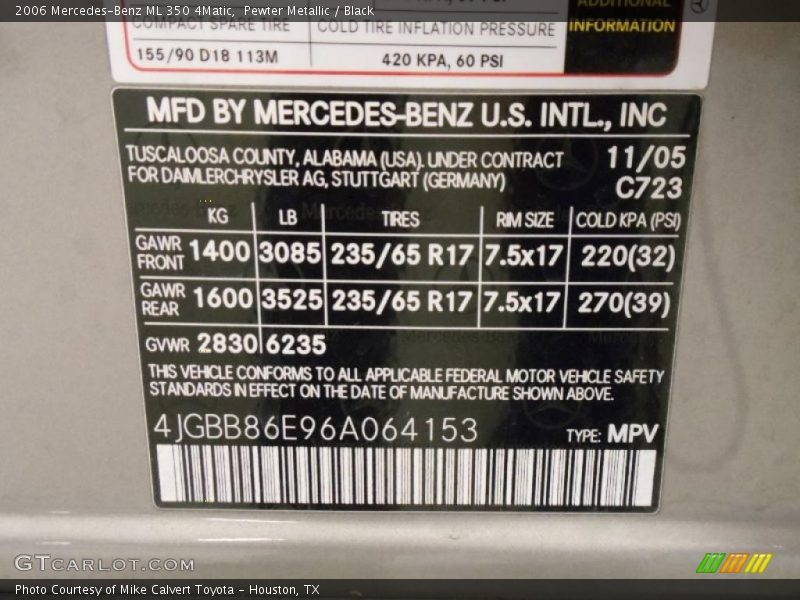 2006 Mercedes-Benz ML 350 4Matic, Pewter Metallic / Black
COMPACT SPARE TIRE COLD TIRE INFLATION PRESSURE
155/90 D18 113M 420 KPA, 60 PSI
ADDITIONAL
INFORMATION
MFD BY MERCEDES-BENZ U.S. INTL., INC
TUSCALOOSA COUNTY, ALABAMA (USA). UNDER CONTRACT 11/05
FOR DAIMLERCHRYSLER AG, STUTTGART (GERMANY) C723
KG LB TIRES RIM SIZE COLD KPA (PSI)
GAWR FRONT 1400 3085 235/65 R17 7.5x17 220(32)
GAWR REAR 1600 3525 235/65 R17 7.5x17 270(39)
GVWR 2830 6235
THIS VEHICLE CONFORMS TO ALL APPLICABLE FEDERAL MOTOR VEHICLE SAFETY
STANDARDS IN EFFECT ON THE DATE OF MANUFACTURE SHOWN ABOVE.
4JGBB86E96A064153 TYPE: MPV
GTCARLOT.COM
Photo Courtesy of Mike Calvert Toyota - Houston, TX